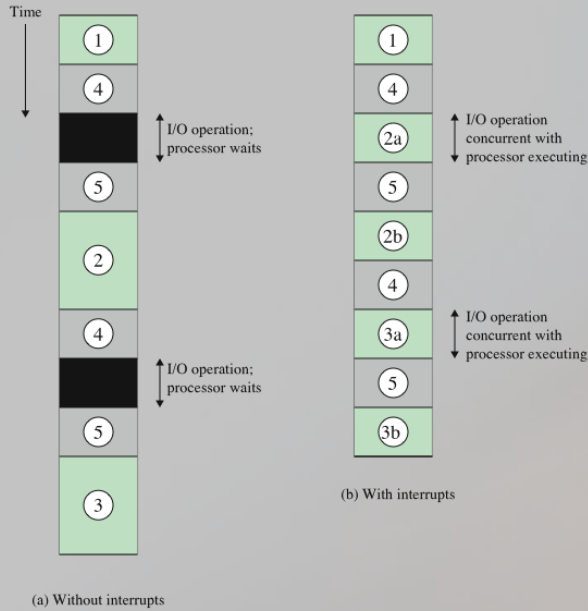 Time
1
4
I/O operation;
processor waits
5
2
4
I/O operation;
processor waits
5
3
(a) Without interrupts
1
4
2a
I/O operation
concurrent with
processor executing
5
2b
4
3a
I/O operation
concurrent with
processor executing
5
3b
(b) With interrupts